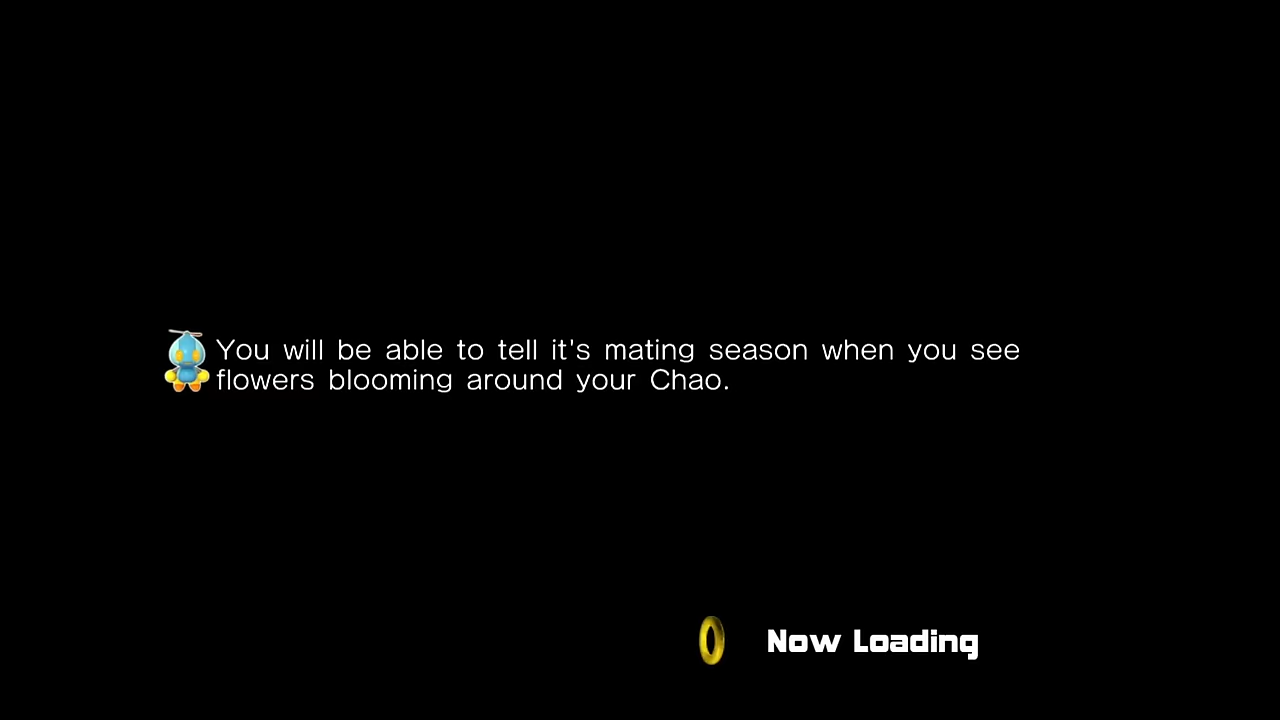 You will be able to tell it's mating season when you see
flowers blooming around your Chao.
Now Loading